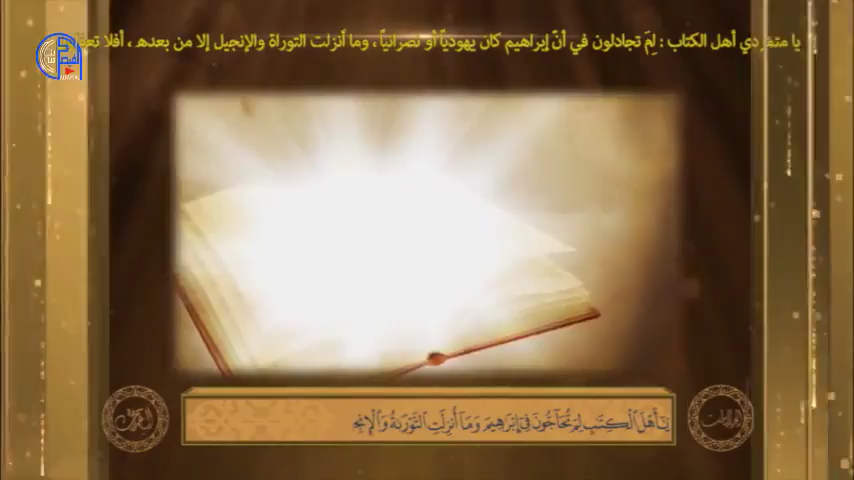 يا متمردي أهل الكتاب : لِمَ تجادلون في أنّ إبراهيم كان يهودياً أو نصرانياً ، وما أنزلت التوراة والإنجيل إلا من بعده ، أفلا
يَٰٓأَهْلَ ٱلْكِتَٰبِ لِمَ تُحَآجُّونَ فِىٓ إِبْرَٰهِيمَ وَمَآ أُنزِلَتِ ٱلتَّوْرَىٰةُ وَٱلْإِنجِ